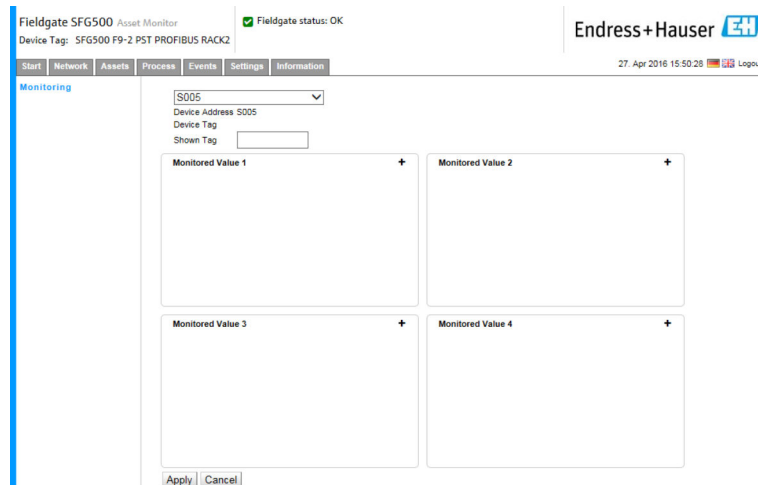 Fieldgate SFG500 Asset Monitor
Device Tag: SFG500 F9-2 PST PROFIBUS RACK2
Fieldgate status: OK
Endress+Hauser EH
Start Network Assets Process Events Settings Information
27. Apr 2016 15:50:28 Logou
Monitoring
S005
Device Address S005
Device Tag
Shown Tag
Monitored Value 1 +
Monitored Value 2 +
Monitored Value 3 +
Monitored Value 4 +
Apply Cancel